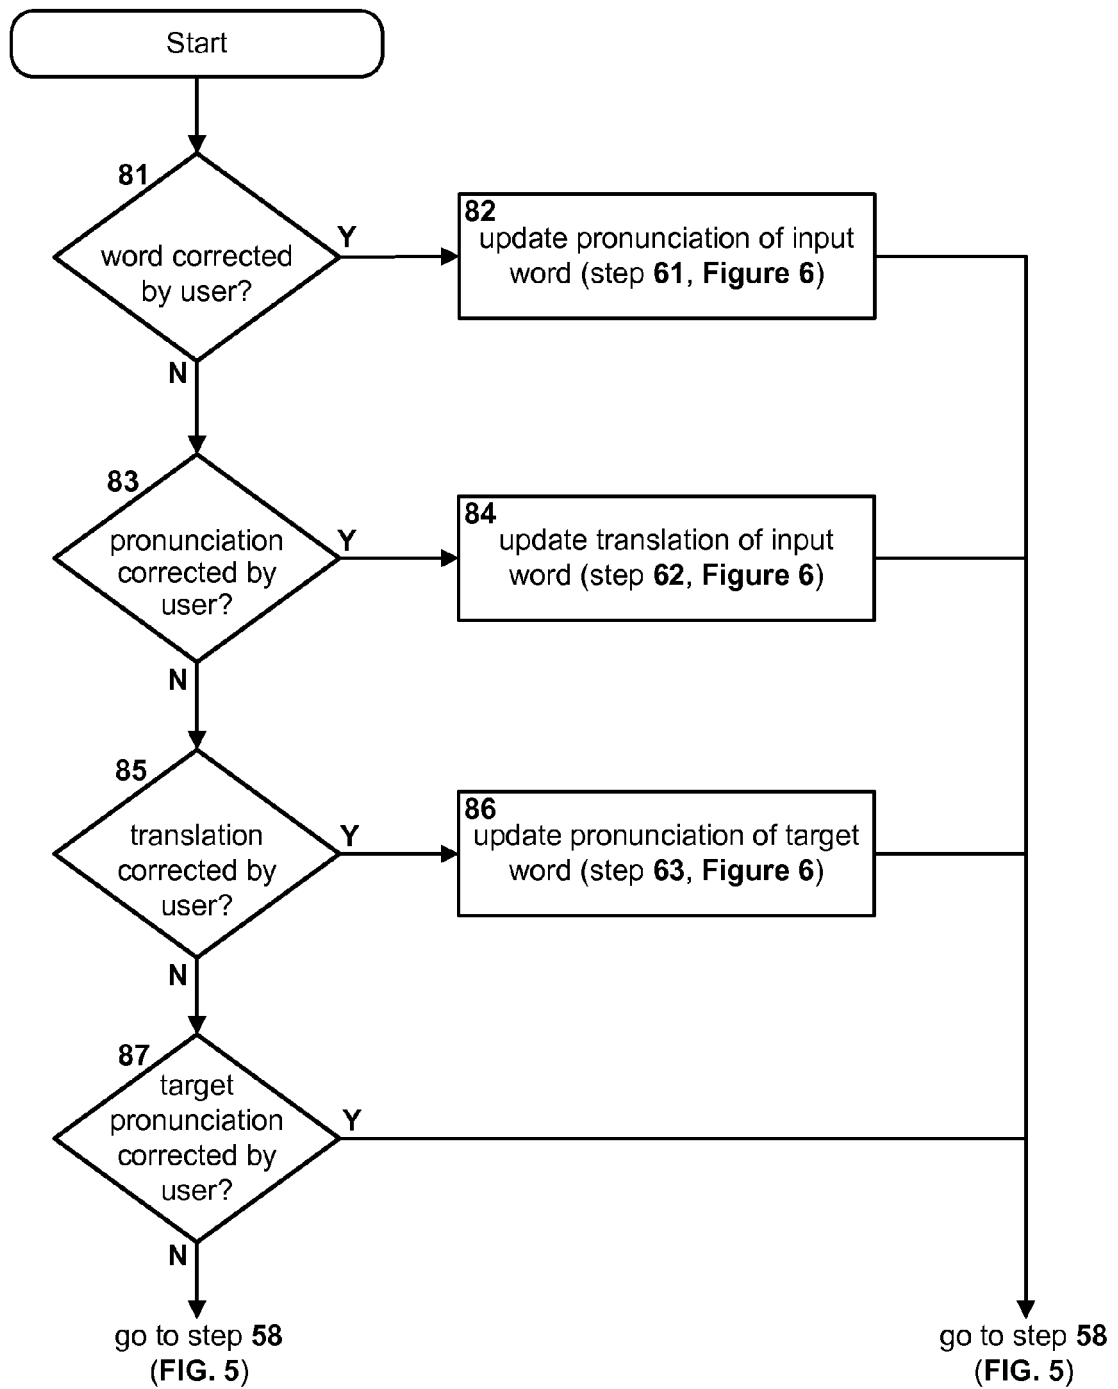 Start
81
word corrected
by user?
Y
N
82
update pronunciation of input
word (step 61, Figure 6)
83
pronunciation
corrected by
user?
Y
N
84
update translation of input
word (step 62, Figure 6)
85
translation
corrected by
user?
Y
N
86
update pronunciation of target
word (step 63, Figure 6)
87
target
pronunciation
corrected by
user?
Y
N
go to step 58
(FIG. 5)
go to step 58
(FIG. 5)